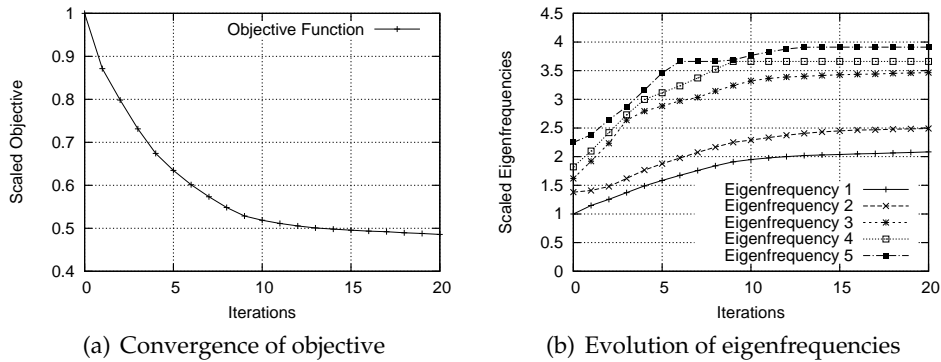 1
0.9
0.8
0.7
0.6
0.5
0.4
0 5 10 15 20
Scaled Objective
Iterations
Objective Function
(a) Convergence of objective
4.5
4
3.5
3
2.5
2
1.5
1
0.5
0
0 5 10 15 20
Scaled Eigenfrequencies
Iterations
Eigenfrequency 1
Eigenfrequency 2
Eigenfrequency 3
Eigenfrequency 4
Eigenfrequency 5
(b) Evolution of eigenfrequencies